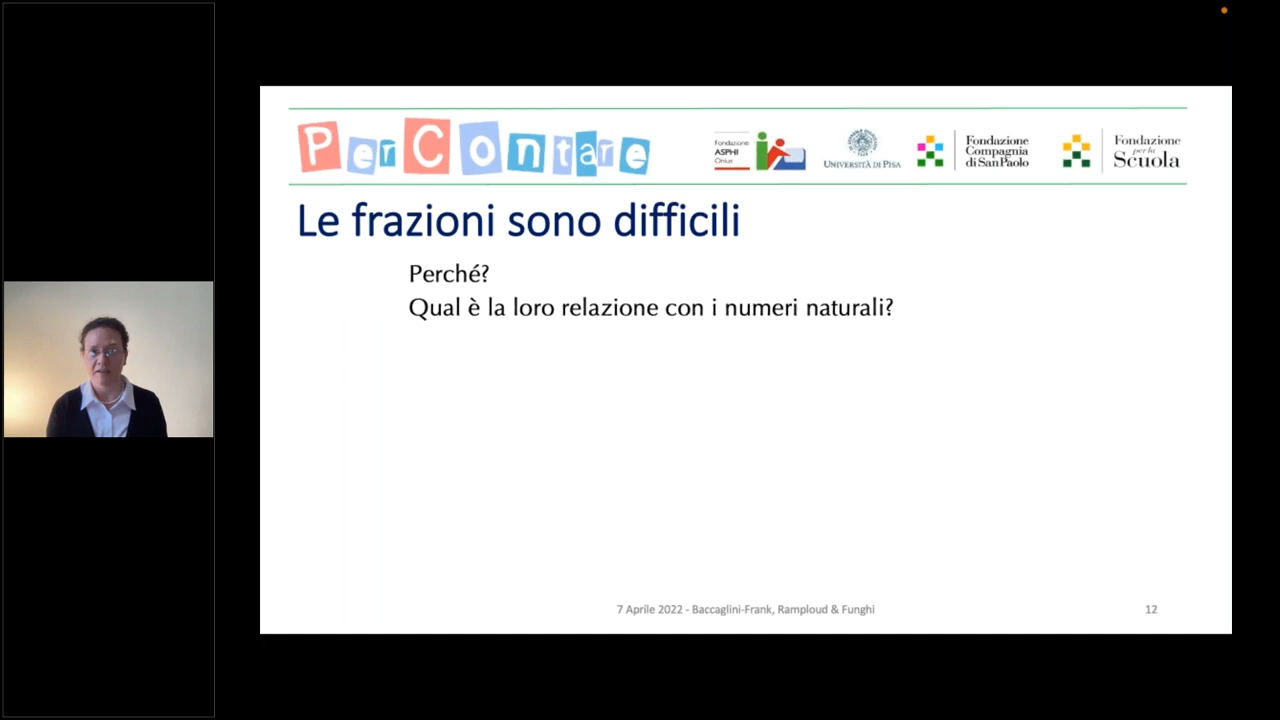 PerContare
Fondazione
ASPHI
Onlus
UNIVERSITÀ DI PISA
Fondazione
Compagnia
di San Paolo
Fondazione
per la
Scuola
Le frazioni sono difficili
Perché?
Qual è la loro relazione con i numeri naturali?
7 Aprile 2022 - Baccaglini-Frank, Ramploud & Funghi
12